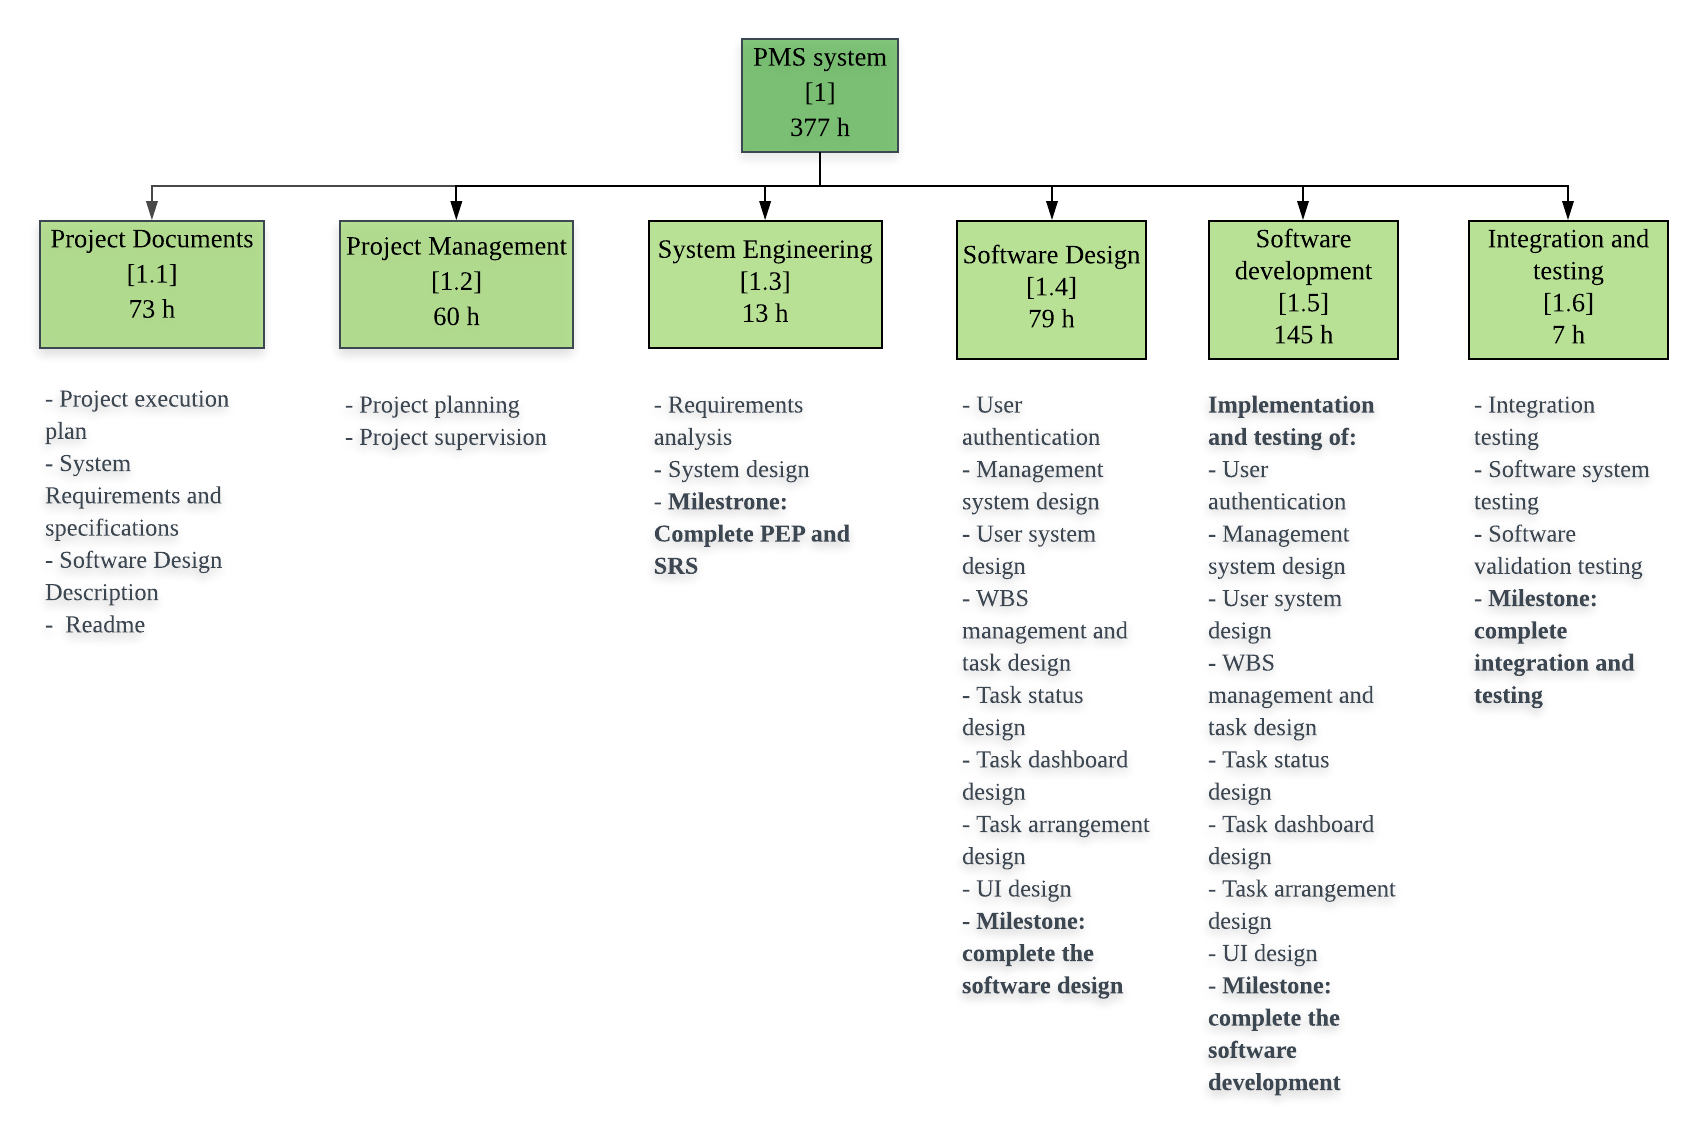 PMS system
[1]
377 h
Project Documents
[1.1]
73 h
Project Management
[1.2]
60 h
System Engineering
[1.3]
13 h
Software Design
[1.4]
79 h
Software
development
[1.5]
145 h
Integration and
testing
[1.6]
7 h
- Project execution
plan
- System
Requirements and
specifications
- Software Design
Description
-  Readme
- Project planning
- Project supervision
- Requirements
analysis
- System design
- Milestrone:
Complete PEP and
SRS
- User
authentication
- Management
system design
- User system
design
- WBS
management and
task design
- Task status
design
- Task dashboard
design
- Task arrangement
design
- UI design
- Milestone:
complete the
software design
Implementation
and testing of:
- User
authentication
- Management
system design
- User system
design
- WBS
management and
task design
- Task status
design
- Task dashboard
design
- Task arrangement
design
- UI design
- Milestone:
complete the
software
development
- Integration
testing
- Software system
testing
- Software
validation testing
- Milestone:
complete
integration and
testing